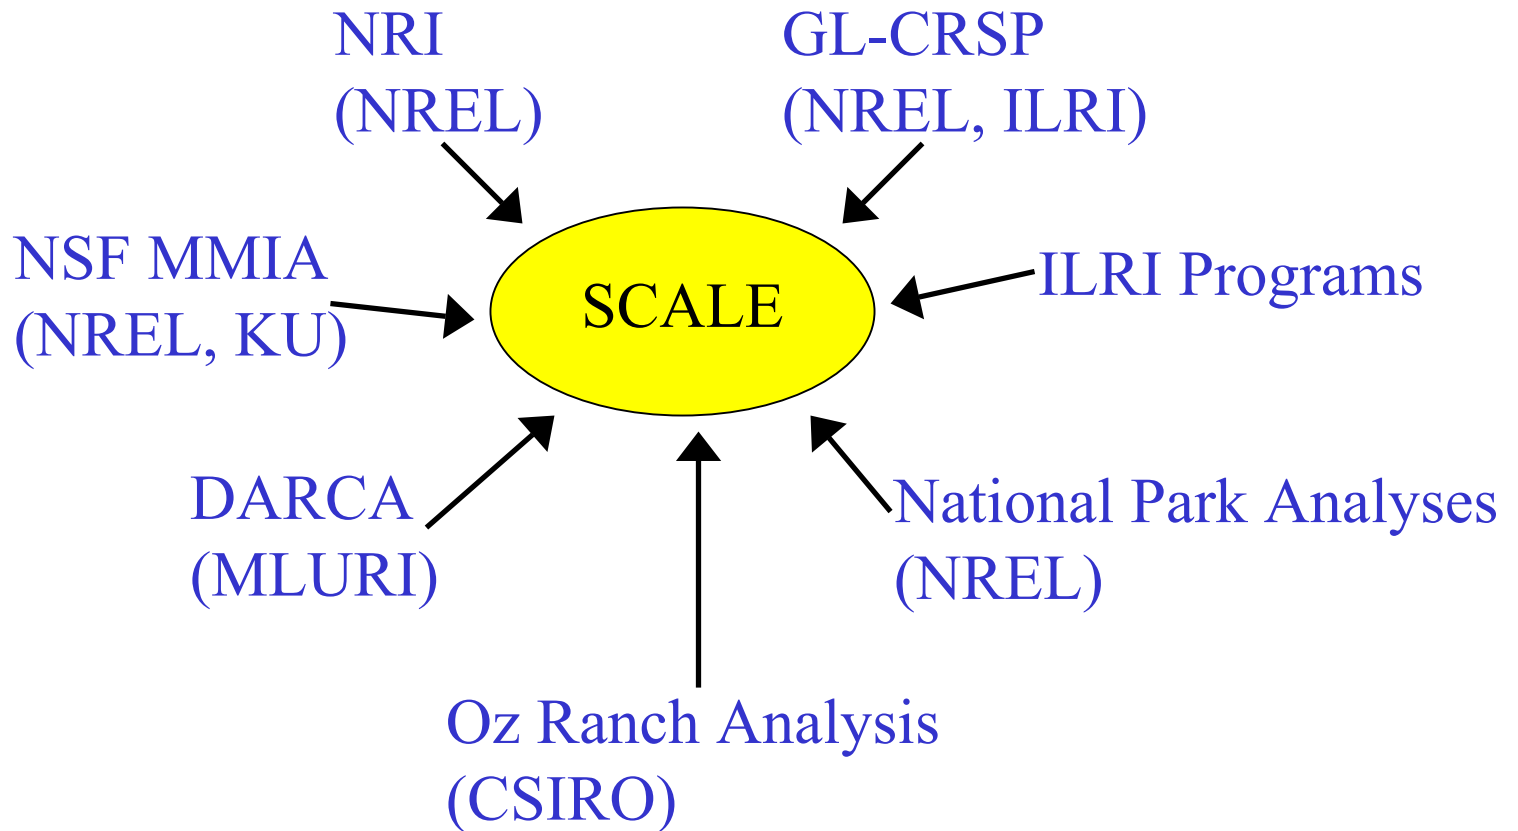 NRI
(NREL)
GL-CRSP
(NREL, ILRI)
NSF MMIA
(NREL, KU)
SCALE
ILRI Programs
DARCA
(MLURI)
National Park Analyses
(NREL)
Oz Ranch Analysis
(CSIRO)